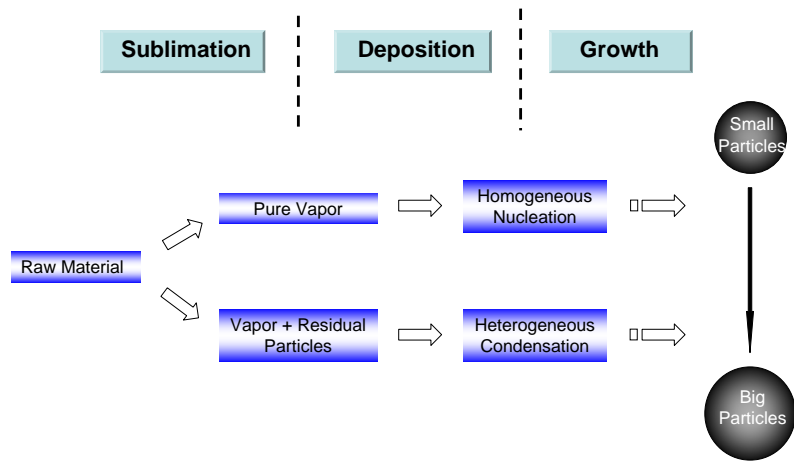 Sublimation
Deposition
Growth
Small
Particles
Pure Vapor
Homogeneous
Nucleation
Raw Material
Vapor + Residual
Particles
Heterogeneous
Condensation
Big
Particles